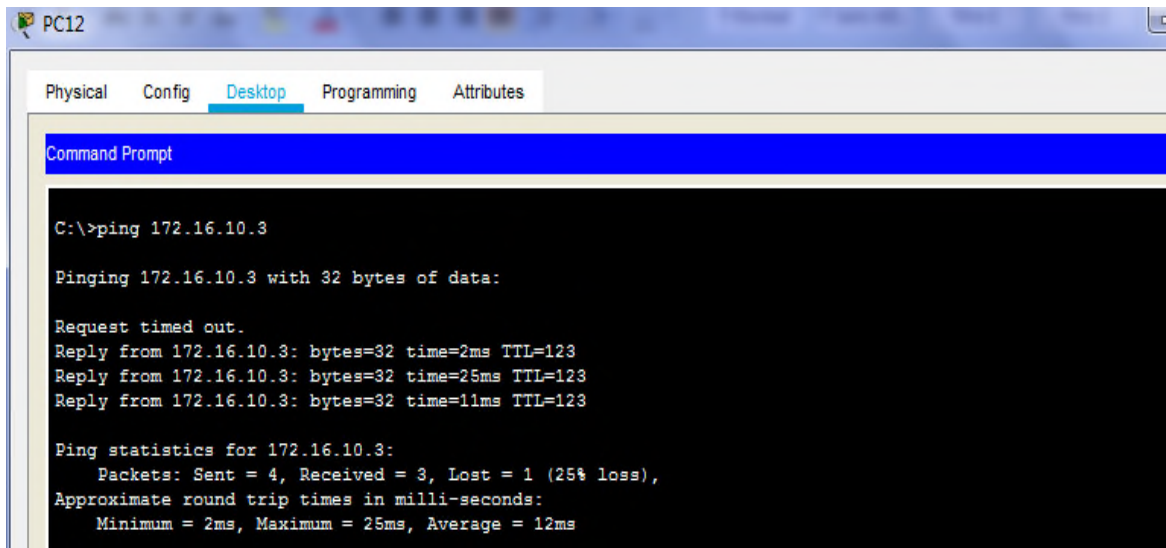 PC12
Physical Config Desktop Programming Attributes
Command Prompt
C:\>ping 172.16.10.3
Pinging 172.16.10.3 with 32 bytes of data:
Request timed out.
Reply from 172.16.10.3: bytes=32 time=2ms TTL=123
Reply from 172.16.10.3: bytes=32 time=25ms TTL=123
Reply from 172.16.10.3: bytes=32 time=11ms TTL=123
Ping statistics for 172.16.10.3:
Packets: Sent = 4, Received = 3, Lost = 1 (25% loss),
Approximate round trip times in milli-seconds:
Minimum = 2ms, Maximum = 25ms, Average = 12ms